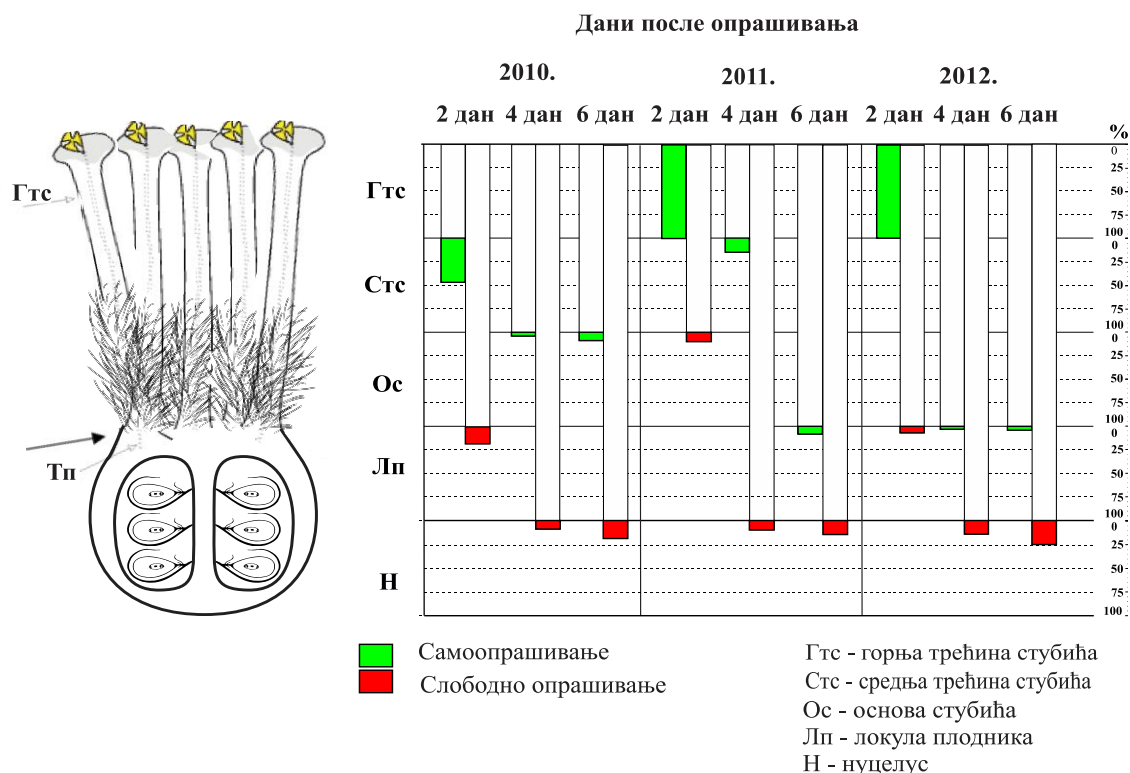 Дани после опрашивања
2010. 2011. 2012.
2 дан 4 дан 6 дан 2 дан 4 дан 6 дан 2 дан 4 дан 6 дан
%
Гтс
0
25
50
75
100
Стс
0
25
50
75
100
Ос
0
25
50
75
100
Лп
0
25
50
75
100
Н
0
25
50
75
100
Гтс
Тп
Самоопрашивање
Слободно опрашивање
Гтс - горња трећина стубића
Стс - средња трећина стубића
Ос - основа стубића
Лп - локула плодника
Н - нуцелус